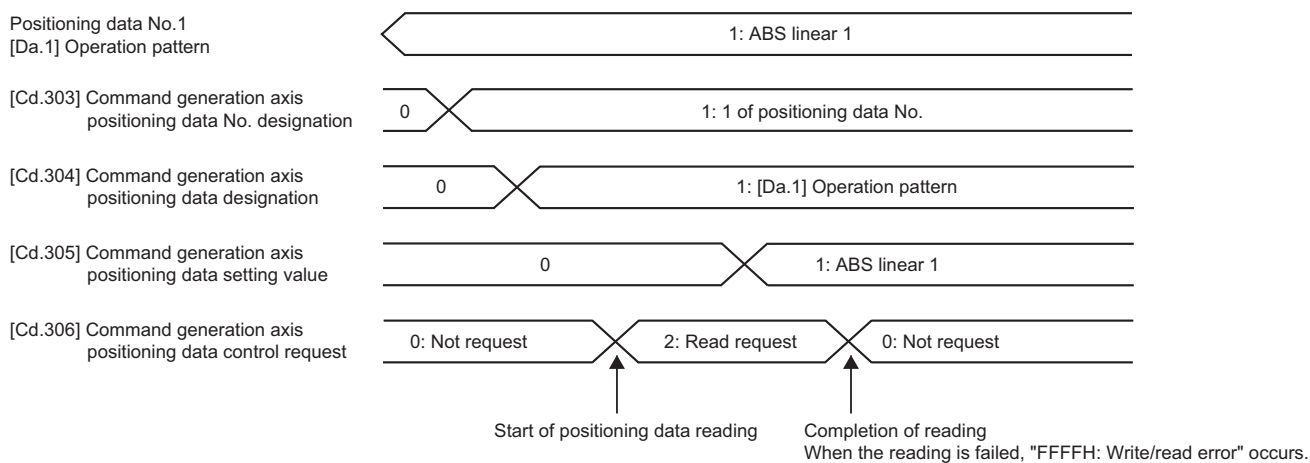 Positioning data No.1
[Da.1] Operation pattern
1: ABS linear 1
[Cd.303] Command generation axis
positioning data No. designation
0
1: 1 of positioning data No.
[Cd.304] Command generation axis
positioning data designation
0
1: [Da.1] Operation pattern
[Cd.305] Command generation axis
positioning data setting value
0
1: ABS linear 1
[Cd.306] Command generation axis
positioning data control request
0: Not request
2: Read request
0: Not request
Start of positioning data reading
Completion of reading
When the reading is failed, "FFFFH: Write/read error" occurs.